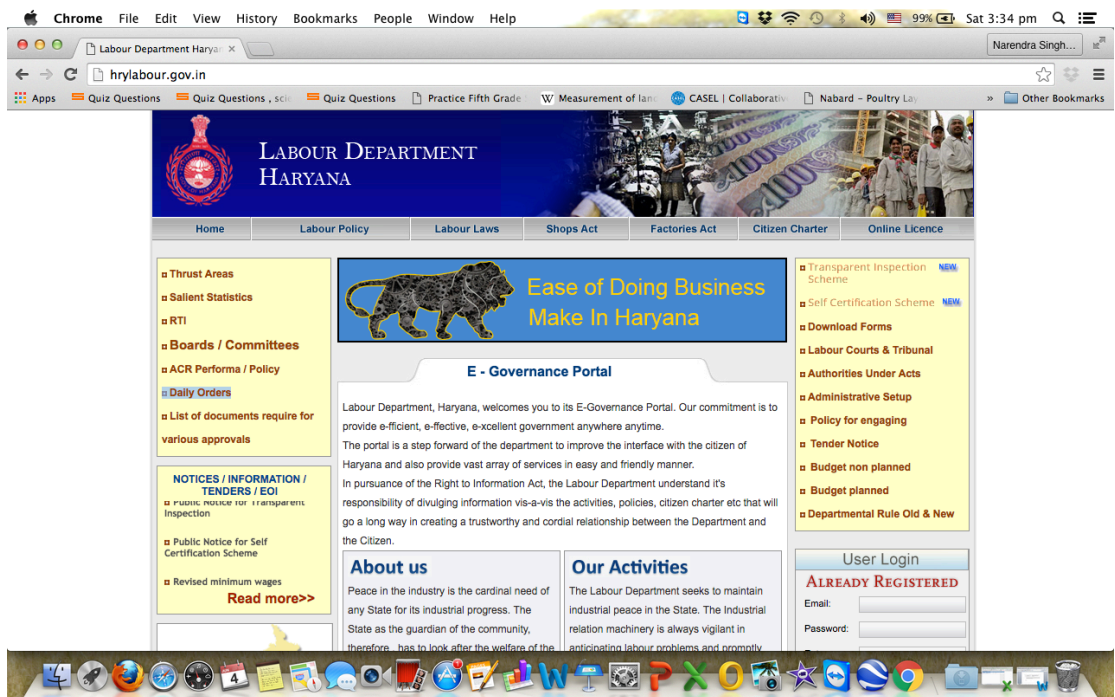 Chrome File Edit View History Bookmarks People Window Help 99% Sat 3:34 pm
Labour Department Haryan
Narendra Singh...
hrylabour.gov.in
Apps Quiz Questions Quiz Questions , scie Quiz Questions Practice Fifth Grade Measurement of land CASEL | Collaborative Nabard – Poultry Lay » Other Bookmarks
LABOUR DEPARTMENT
HARYANA
Home Labour Policy Labour Laws Shops Act Factories Act Citizen Charter Online Licence
Thrust Areas
Salient Statistics
RTI
Boards / Committees
ACR Performa / Policy
Daily Orders
List of documents require for
various approvals
NOTICES / INFORMATION /
TENDERS / EOI
Public Notice for Transparent
Inspection
Public Notice for Self
Certification Scheme
Revised minimum wages
Read more>>
Ease of Doing Business
Make In Haryana
E - Governance Portal
Labour Department, Haryana, welcomes you to its E-Governance Portal. Our commitment is to
provide e-fficient, e-ffective, e-xcellent government anywhere anytime.
The portal is a step forward of the department to improve the interface with the citizen of
Haryana and also provide vast array of services in easy and friendly manner.
In pursuance of the Right to Information Act, the Labour Department understand it's
responsibility of divulging information vis-a-vis the activities, policies, citizen charter etc that will
go a long way in creating a trustworthy and cordial relationship between the Department and
the Citizen.
About us
Peace in the industry is the cardinal need of
any State for its industrial progress. The
State as the guardian of the community,
therefore , has to look after the welfare of the
Our Activities
The Labour Department seeks to maintain
industrial peace in the State. The Industrial
relation machinery is always vigilant in
anticipating labour problems and promptly
Transparent Inspection NEW
Scheme
Self Certification Scheme NEW
Download Forms
Labour Courts & Tribunal
Authorities Under Acts
Administrative Setup
Policy for engaging
Tender Notice
Budget non planned
Budget planned
Departmental Rule Old & New
User Login
ALREADY REGISTERED
Email:
Password: